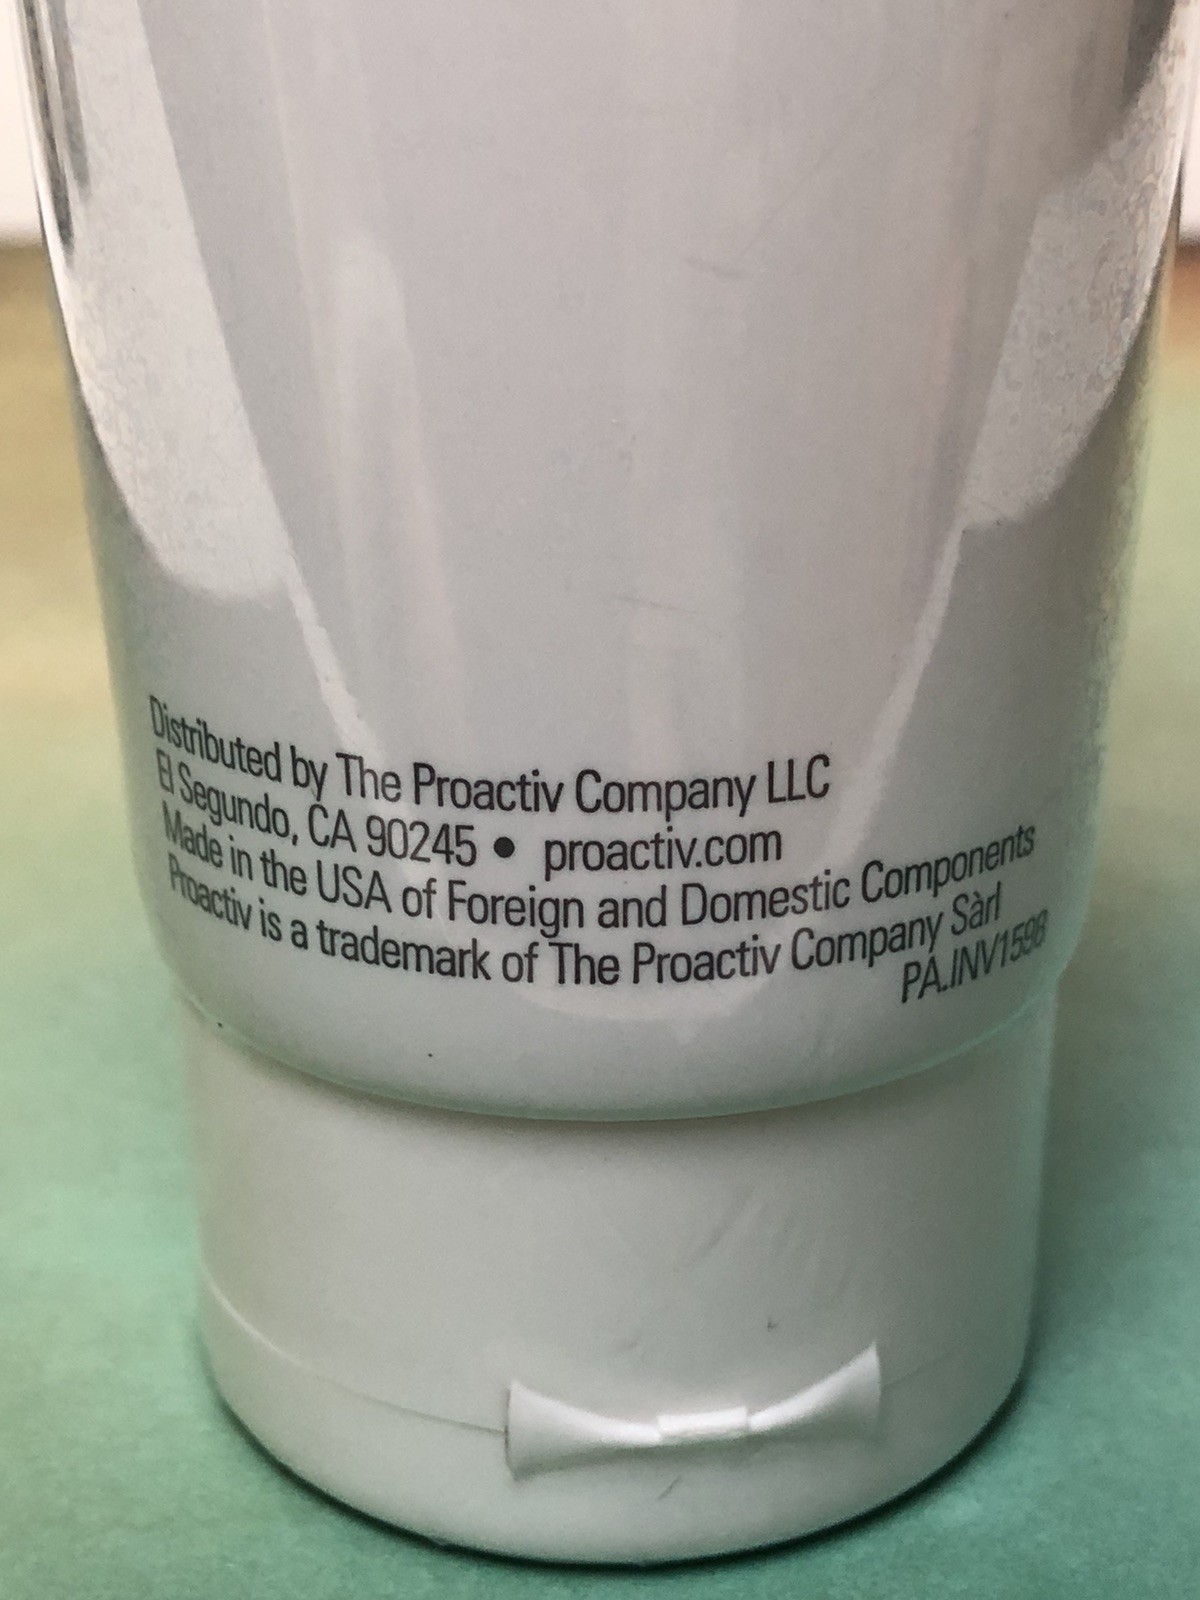 Distributed by The Proactiv Company LLC
El Segundo, CA 90245 • proactiv.com
Made in the USA of Foreign and Domestic Components
Proactiv is a trademark of The Proactiv Company Sàrl
PA.INV1598